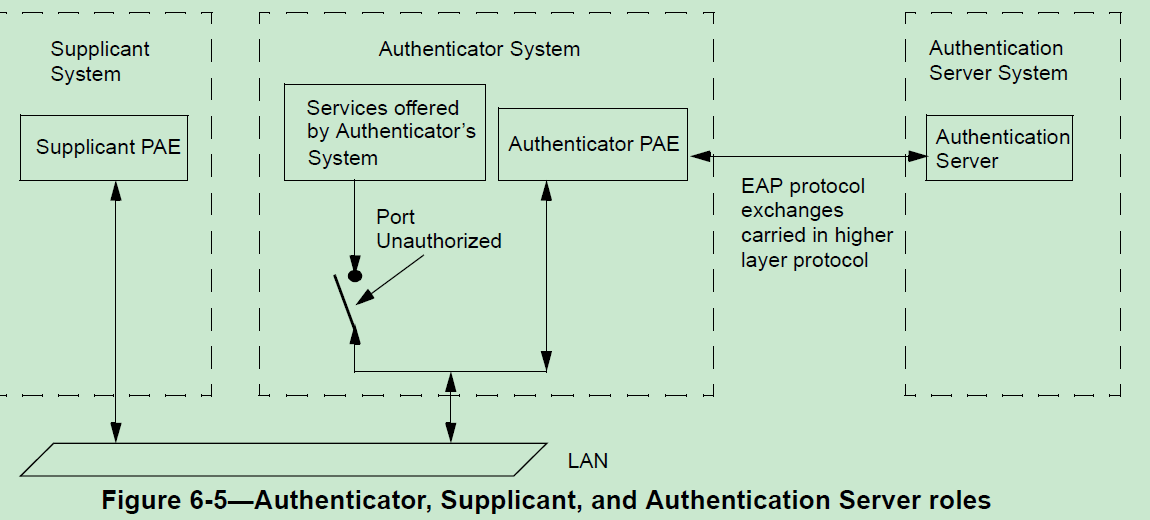 Supplicant
System
Supplicant PAE
Authenticator System
Services offered
by Authenticator's
System
Authenticator PAE
Port
Unauthorized
EAP protocol
exchanges
carried in higher
layer protocol
Authentication
Server System
Authentication
Server
LAN
Figure 6-5—Authenticator, Supplicant, and Authentication Server roles